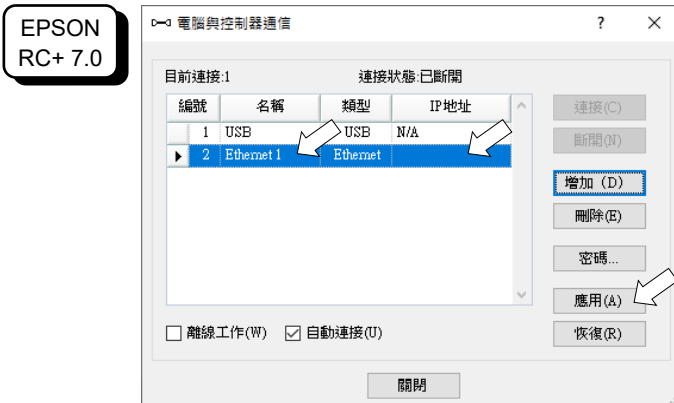 EPSON
RC+ 7.0
電腦與控制器通信
?
目前連接:1
連接狀態:已斷開
編號 名稱 類型 IP地址
1 USB USB N/A
2 Ethernet 1 Ethernet
連接(C)
斷開(N)
增加 (D)
刪除(E)
密碼...
應用(A)
恢復(R)
離線工作(W) 自動連接(U)
關閉